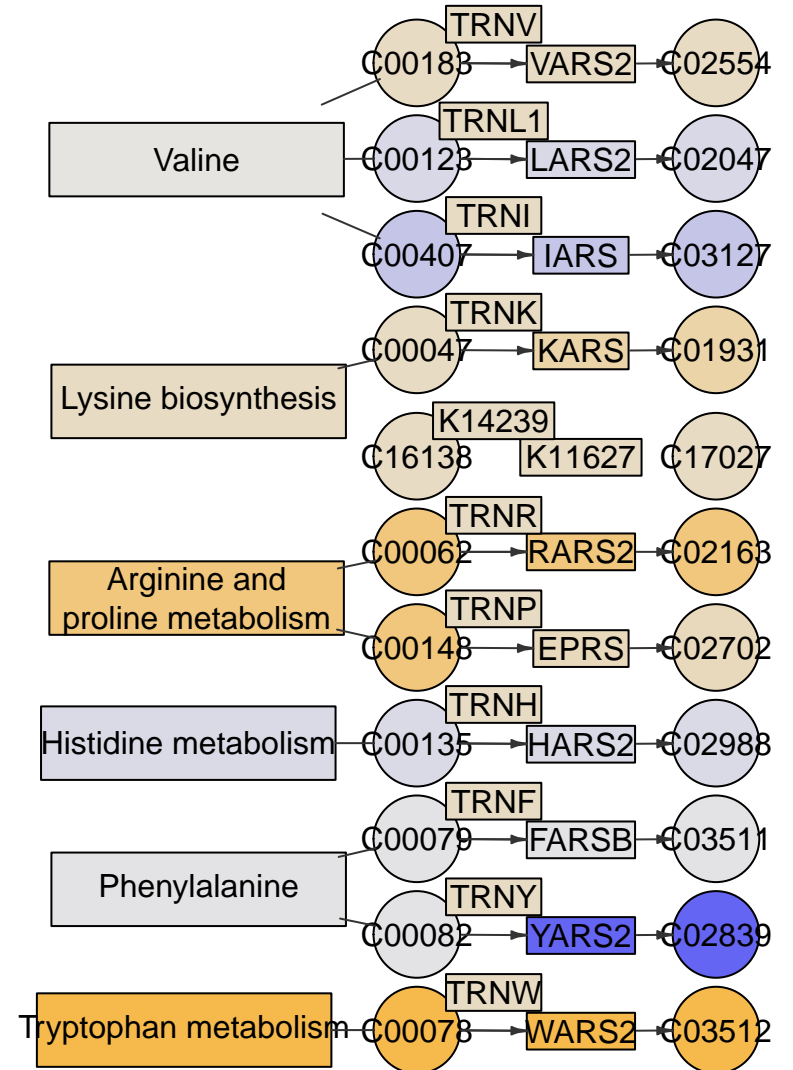 TRNV
C00183 VARS2 C02554
TRNL1
Valine C00123 LARS2 C02047
TRNI
C00407 IARS C03127
TRNK
C00047 KARS C01931
Lysine biosynthesis
K14239
C16138 K11627 C17027
TRNR
C00062 RARS2 C02163
Arginine and
proline metabolism
TRNP
C00148 EPRS C02702
TRNH
Histidine metabolism C00135 HARS2 C02988
TRNF
C00079 FARSB C03511
Phenylalanine
TRNY
C00082 YARS2 C02839
TRNW
Tryptophan metabolism C00078 WARS2 C03512